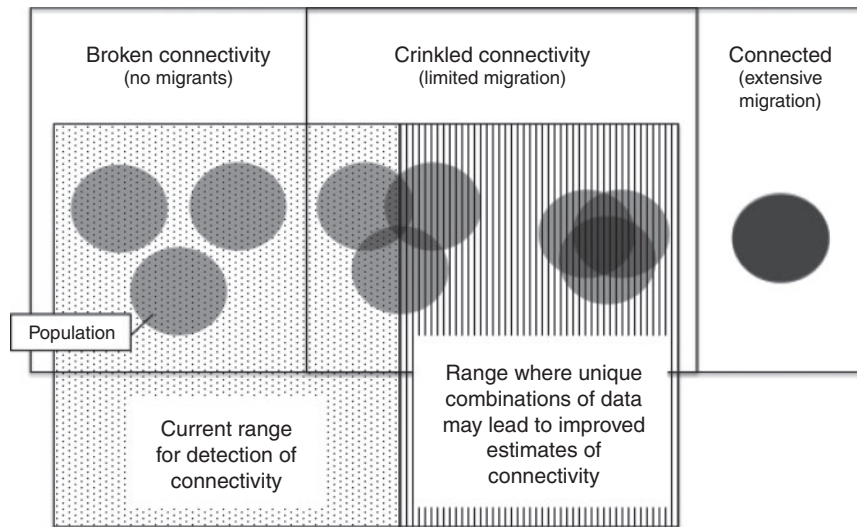 Broken connectivity
(no migrants)
Crinkled connectivity
(limited migration)
Connected
(extensive
migration)
Population
Current range
for detection of
connectivity
Range where unique
combinations of data
may lead to improved
estimates of
connectivity